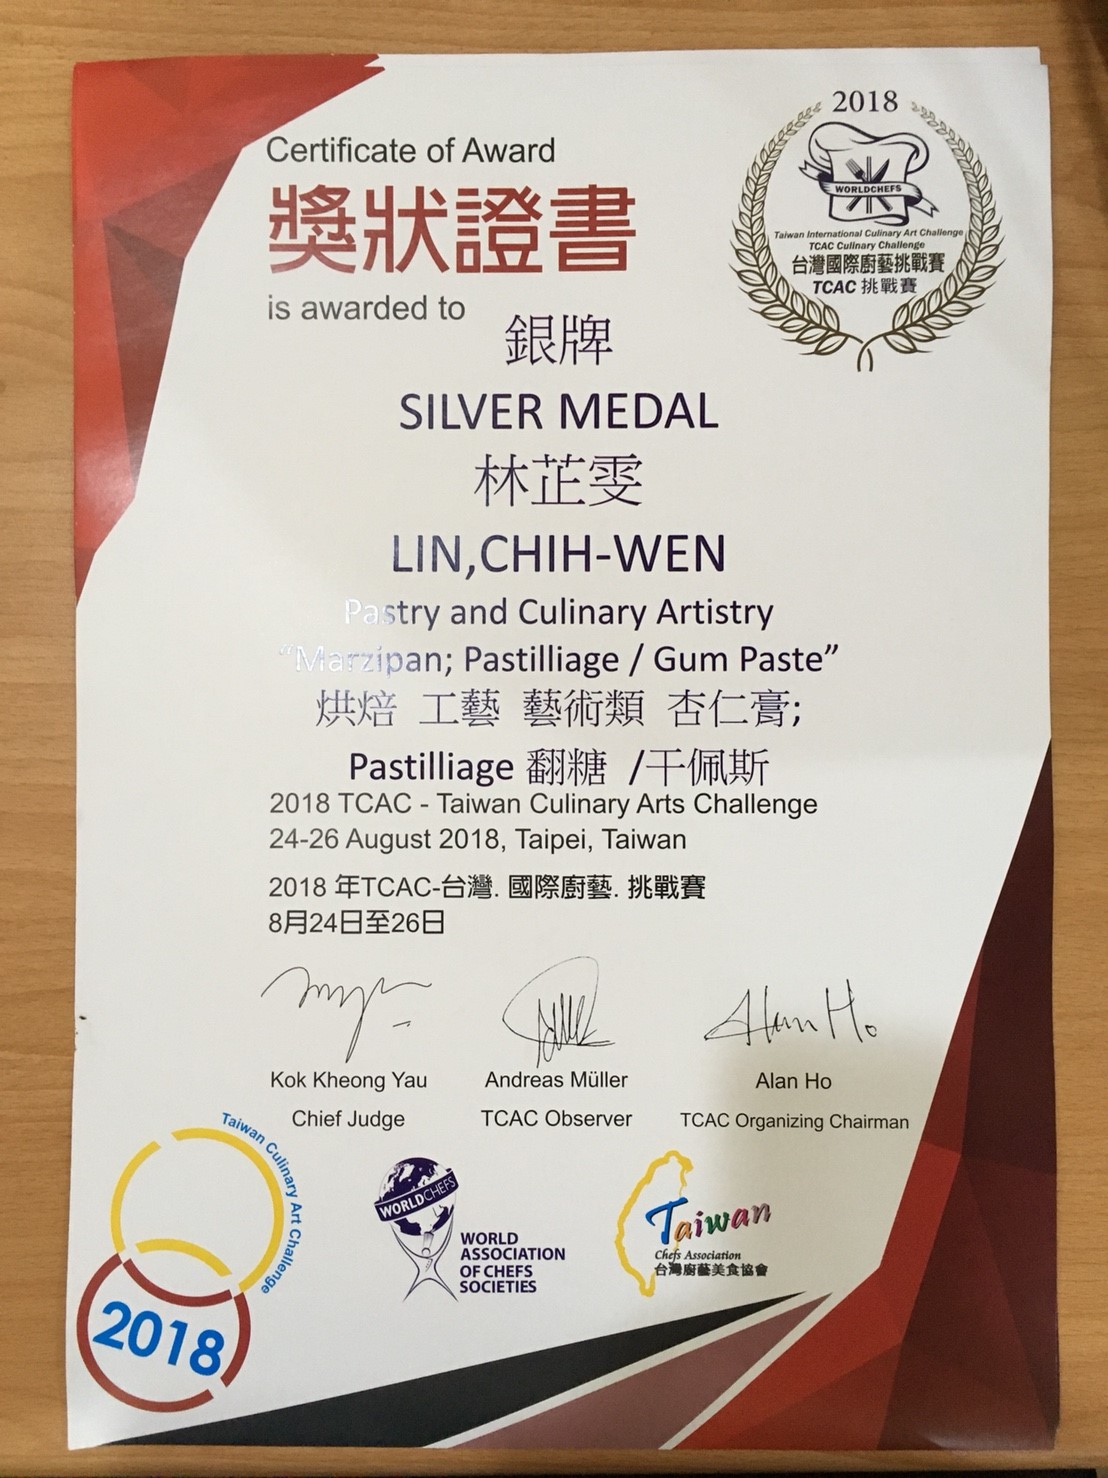 Certificate of Award
獎狀證書
is awarded to
2018
WORLDCHEFS
Taiwan International Culinary Art Challenge
TCAC Culinary Challenge
台灣國際廚藝挑戰賽
TCAC 挑戰賽
銀牌
SILVER MEDAL
林芷雯
LIN,CHIH-WEN
Pastry and Culinary Artistry
“Marzipan; Pastilliage / Gum Paste”
烘焙 工藝 藝術類 杏仁膏;
Pastilliage 翻糖 /干佩斯
2018 TCAC - Taiwan Culinary Arts Challenge
24-26 August 2018, Taipei, Taiwan
2018 年TCAC-台灣. 國際廚藝. 挑戰賽
8月24日至26日
Alan Ho
Kok Kheong Yau
Chief Judge
Andreas Müller
TCAC Observer
Alan Ho
TCAC Organizing Chairman
Taiwan Culinary Art Challenge
2018
WORLDCHEFS
WORLD
ASSOCIATION
OF CHEFS
SOCIETIES
Taiwan
Chefs Association
台灣廚藝美食協會